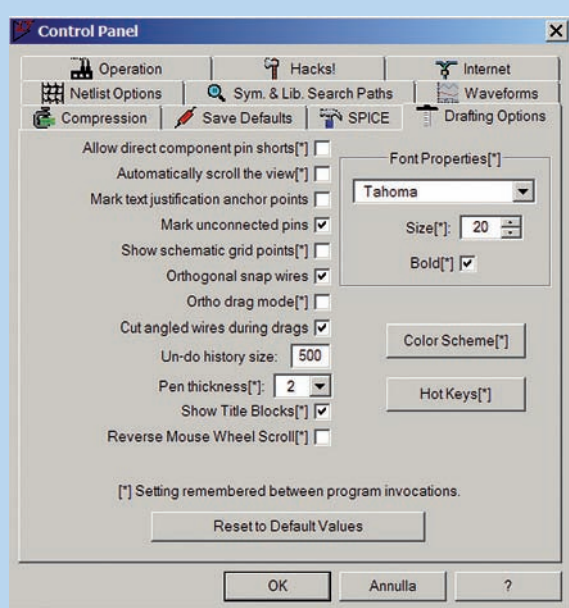 Control Panel
Operation
Hacks!
Internet
Netlist Options
Sym. & Lib. Search Paths
Waveforms
Compression
Save Defaults
SPICE
Drafting Options
Allow direct component pin shorts[*]
Automatically scroll the view[*]
Mark text justification anchor points
Mark unconnected pins
Show schematic grid points[*]
Orthogonal snap wires
Ortho drag mode[*]
Cut angled wires during drags
Un-do history size: 500
Pen thickness[*]: 2
Show Title Blocks[*]
Reverse Mouse Wheel Scroll[*]
Font Properties[*]
Tahoma
Size[*]: 20
Bold[*]
Color Scheme[*]
Hot Keys[*]
[*] Setting remembered between program invocations.
Reset to Default Values
OK
Annulla
?